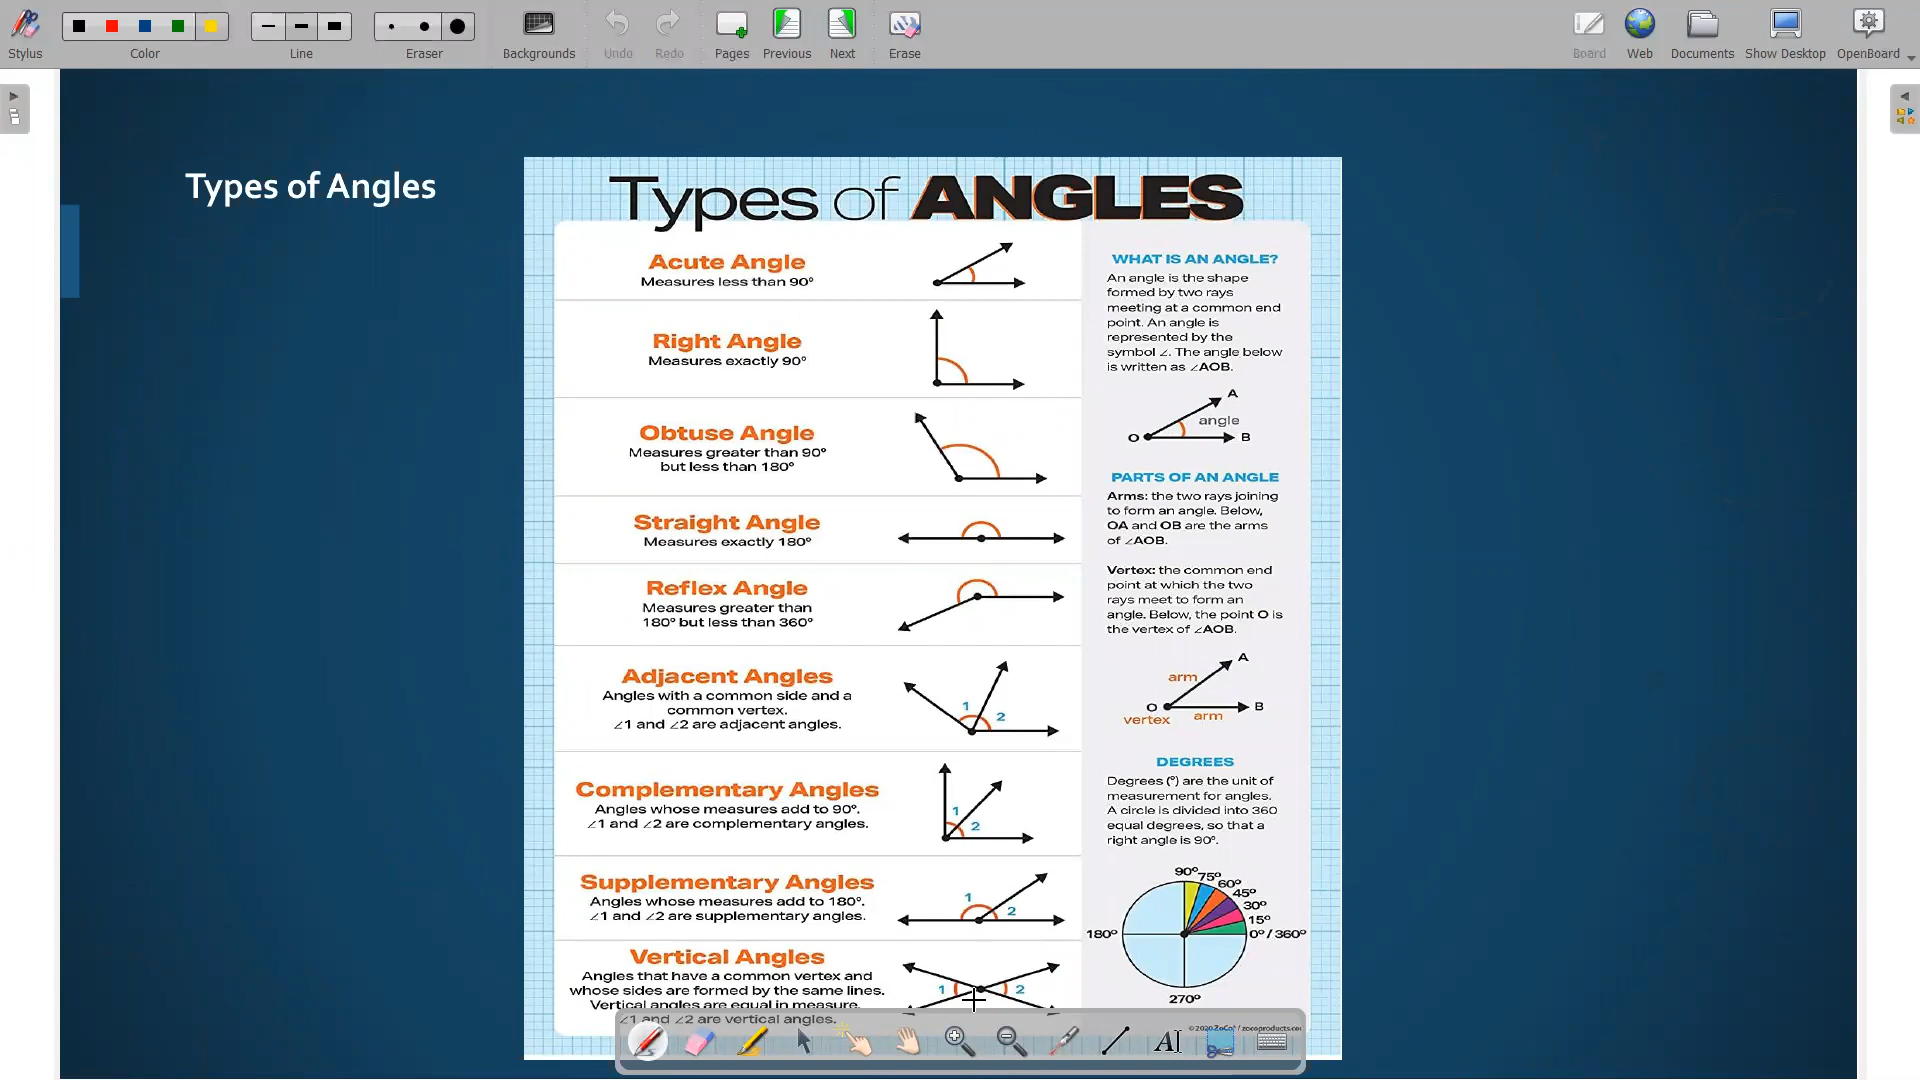 Stylus
Color
Line
Eraser
Backgrounds
Undo
Redo
Pages
Previous
Next
Erase
Board
Web
Documents
Show Desktop
OpenBoard
Types of Angles
Types of ANGLES
Acute Angle
Measures less than 90°
Right Angle
Measures exactly 90°
Obtuse Angle
Measures greater than 90°
but less than 180°
Straight Angle
Measures exactly 180°
Reflex Angle
Measures greater than
180° but less than 360°
Adjacent Angles
Angles with a common side and a
common vertex.
∠1 and ∠2 are adjacent angles.
1
2
Complementary Angles
Angles whose measures add to 90°.
∠1 and ∠2 are complementary angles.
1
2
Supplementary Angles
Angles whose measures add to 180°.
∠1 and ∠2 are supplementary angles.
1
2
Vertical Angles
Angles that have a common vertex and
whose sides are formed by the same lines.
Vertical angles are equal in measure.
∠1 and ∠2 are vertical angles.
1
2
WHAT IS AN ANGLE?
An angle is the shape
formed by two rays
meeting at a common end
point. An angle is
represented by the
symbol ∠. The angle below
is written as ∠AOB.
A
angle
O
B
PARTS OF AN ANGLE
Arms: the two rays joining
to form an angle. Below,
OA and OB are the arms
of ∠AOB.
Vertex: the common end
point at which the two
rays meet to form an
angle. Below, the point O is
the vertex of ∠AOB.
A
arm
O
B
vertex
arm
DEGREES
Degrees (°) are the unit of
measurement for angles.
A circle is divided into 360
equal degrees, so that a
right angle is 90°.
90°
75°
60°
45°
30°
15°
180°
0°/360°
270°
© 2020 ZoCo® / zocoproducts.com
A